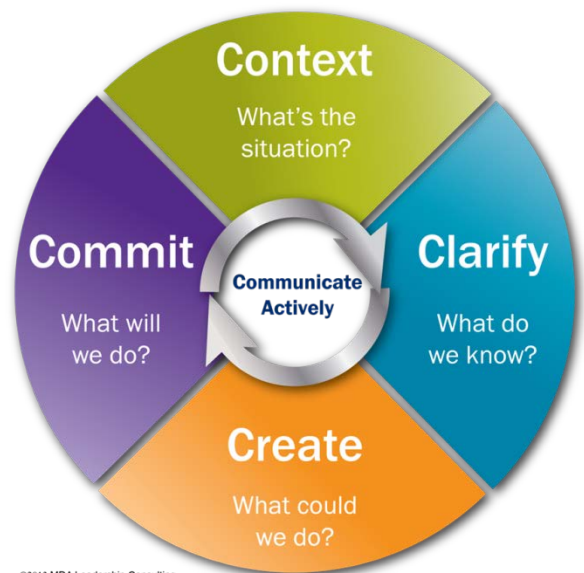 Context
What's the
situation?
Clarify
What do
we know?
Create
What could
we do?
Commit
What will
we do?
Communicate
Actively